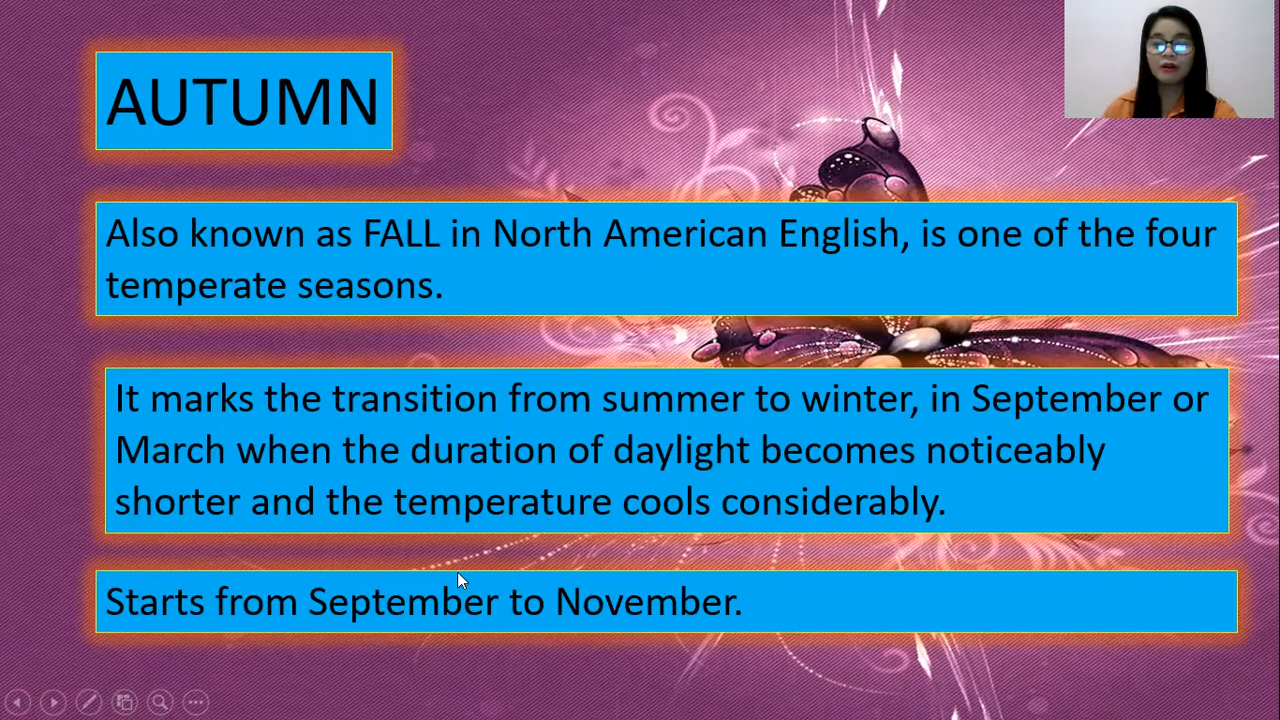 AUTUMN
Also known as FALL in North American English, is one of the four
temperate seasons.
It marks the transition from summer to winter, in September or
March when the duration of daylight becomes noticeably
shorter and the temperature cools considerably.
Starts from September to November.